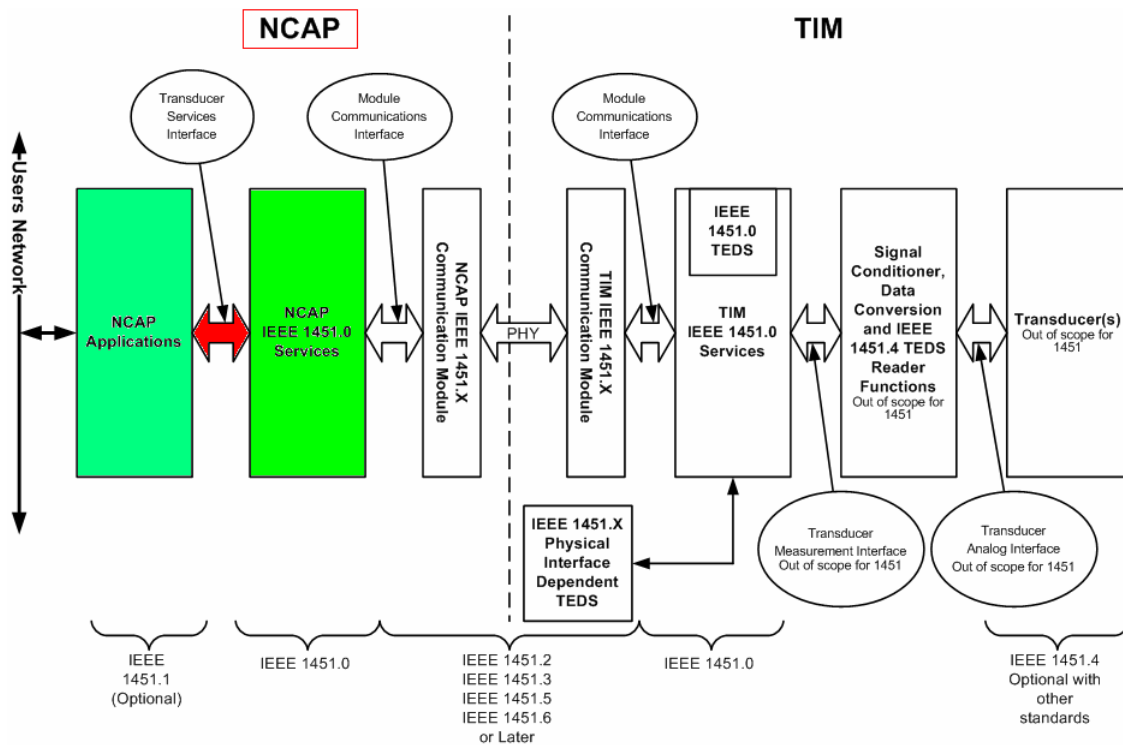 NCAP
TIM
Transducer
Services
Interface
Module
Communications
Interface
Module
Communications
Interface
Users Network
NCAP
Applications
NCAP
IEEE 1451.0
Services
NCAP IEEE 1451.X
Communication Module
PHY
TIM IEEE 1451.X
Communication Module
IEEE
1451.0
TEDS
TIM
IEEE 1451.0
Services
Signal
Conditioner,
Data
Conversion
and IEEE
1451.4 TEDS
Reader
Functions
Out of scope for
1451
Transducer(s)
Out of scope for
1451
IEEE 1451.X
Physical
Interface
Dependent
TEDS
Transducer
Measurement Interface
Out of scope for 1451
Transducer
Analog Interface
Out of scope for 1451
IEEE
1451.1
(Optional)
IEEE 1451.0
IEEE 1451.2
IEEE 1451.3
IEEE 1451.5
IEEE 1451.6
or Later
IEEE 1451.0
IEEE 1451.4
Optional with
other
standards